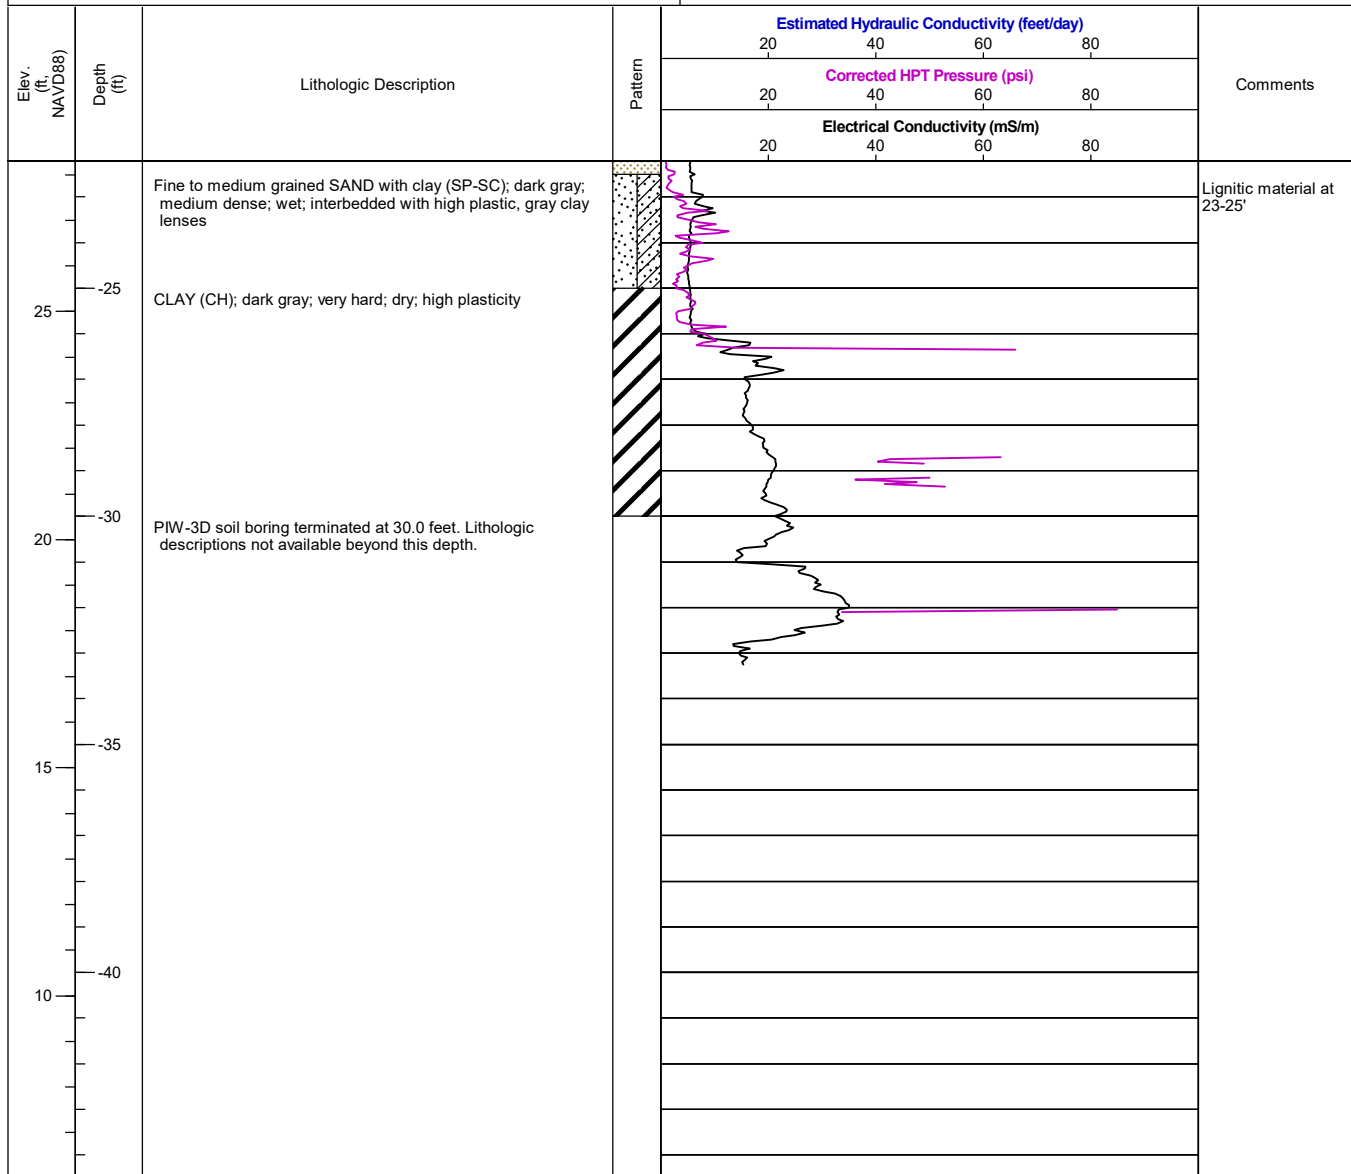 Elev.
(ft,
NAVD88)
Depth
(ft)
Lithologic Description
Pattern
Estimated Hydraulic Conductivity (feet/day)
20 40 60 80
Corrected HPT Pressure (psi)
20 40 60 80
Electrical Conductivity (mS/m)
20 40 60 80
Comments
Fine to medium grained SAND with clay (SP-SC); dark gray;
medium dense; wet; interbedded with high plastic, gray clay
lenses
Lignitic material at
23-25'
-25
CLAY (CH); dark gray; very hard; dry; high plasticity
25
-30
PIW-3D soil boring terminated at 30.0 feet. Lithologic
descriptions not available beyond this depth.
20
-35
15
-40
10